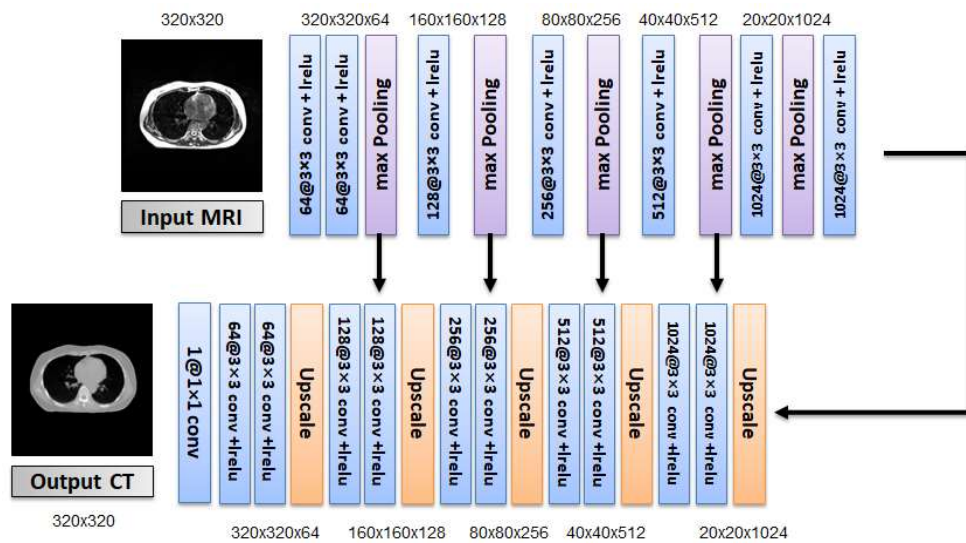 320x320
320x320x64
160x160x128
80x80x256
40x40x512
20x20x1024
64@3×3 conv + lrelu
64@3×3 conv + lrelu
max Pooling
128@3×3 conv + lrelu
max Pooling
256@3×3 conv + lrelu
max Pooling
512@3×3 conv + lrelu
max Pooling
1024@3×3 conv + lrelu
max Pooling
1024@3×3 conv + lrelu
Input MRI
1@1×1 conv
64@3×3 conv +lrelu
64@3×3 conv +lrelu
Upscale
128@3×3 conv +lrelu
128@3×3 conv +lrelu
Upscale
256@3×3 conv +lrelu
256@3×3 conv +lrelu
Upscale
512@3×3 conv +lrelu
512@3×3 conv +lrelu
Upscale
1024@3×3 conv +lrelu
1024@3×3 conv +lrelu
Upscale
Output CT
320x320
320x320x64
160x160x128
80x80x256
40x40x512
20x20x1024